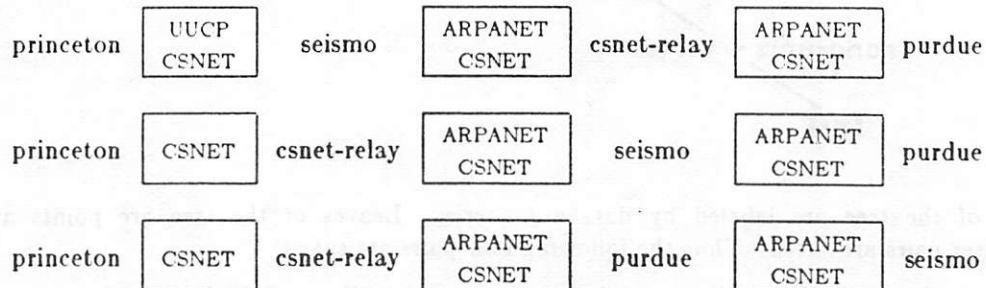 princeton UUCP CSNET seismo ARPANET CSNET csnet-relay ARPANET CSNET purdue
princeton CSNET csnet-relay ARPANET CSNET seismo ARPANET CSNET purdue
princeton CSNET csnet-relay ARPANET CSNET purdue ARPANET CSNET seismo